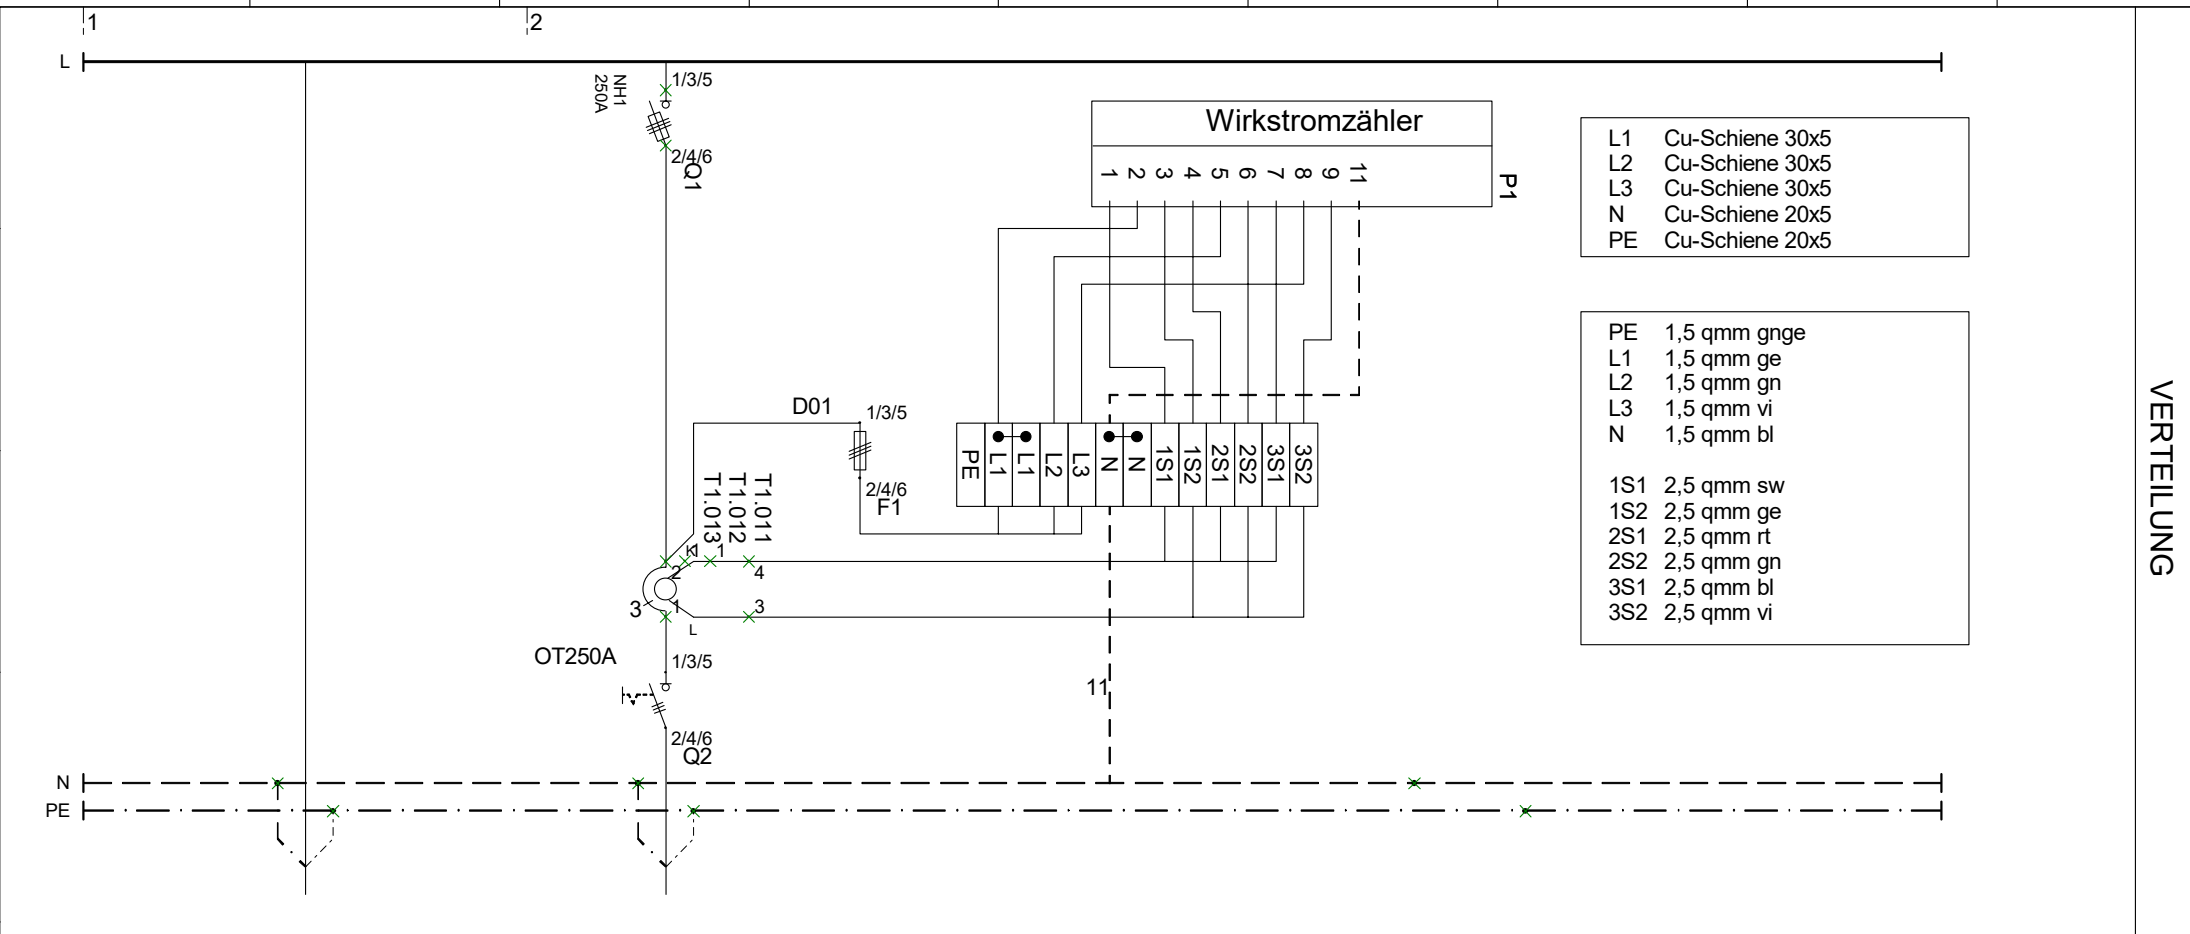 1
2
L
1/3/5
NH1
250A
2/4/6
Q1
Wirkstromzähler
1 2 3 4 5 6 7 8 9 11
P1
L1 Cu-Schiene 30x5
L2 Cu-Schiene 30x5
L3 Cu-Schiene 30x5
N Cu-Schiene 20x5
PE Cu-Schiene 20x5
PE 1,5 qmm gnge
L1 1,5 qmm ge
L2 1,5 qmm gn
L3 1,5 qmm vi
N 1,5 qmm bl
1S1 2,5 qmm sw
1S2 2,5 qmm ge
2S1 2,5 qmm rt
2S2 2,5 qmm gn
3S1 2,5 qmm bl
3S2 2,5 qmm vi
VERTEILUNG
D01
1/3/5
2/4/6
F1
PE L1 L1 L2 L3 N N 1S1 1S2 2S1 2S2 3S1 3S2
T1.011
T1.012
T1.013
K
1
1
2
4
3
1
3
L
OT250A
1/3/5
2/4/6
Q2
11
N
PE